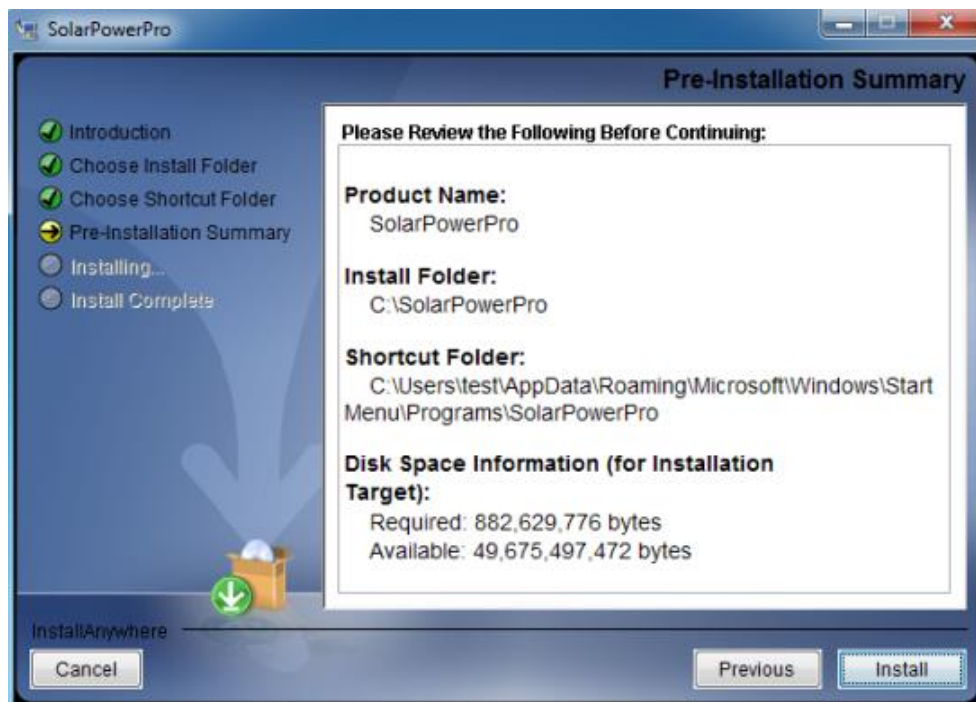 SolarPowerPro
Pre-Installation Summary
Introduction
Choose Install Folder
Choose Shortcut Folder
Pre-Installation Summary
Installing...
Install Complete
Please Review the Following Before Continuing:
Product Name:
SolarPowerPro
Install Folder:
C:\SolarPowerPro
Shortcut Folder:
C:\Users\test\AppData\Roaming\Microsoft\Windows\Start
Menu\Programs\SolarPowerPro
Disk Space Information (for Installation
Target):
Required: 882,629,776 bytes
Available: 49,675,497,472 bytes
InstallAnywhere
Cancel
Previous
Install